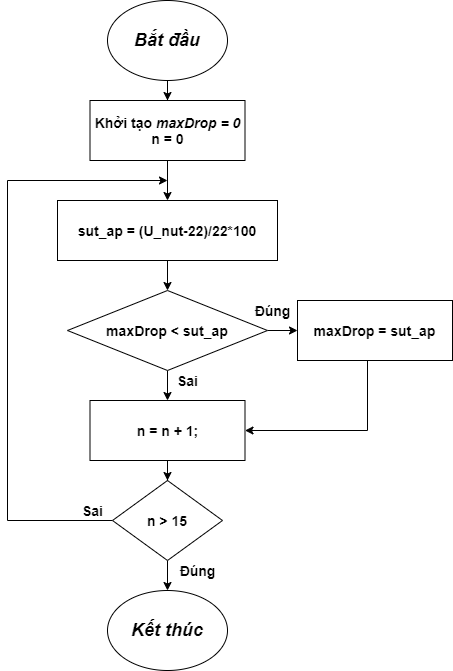 Bắt đầu
Khởi tạo maxDrop = 0
n = 0
sut_ap = (U_nut-22)/22*100
maxDrop < sut_ap
Đúng
maxDrop = sut_ap
Sai
n = n + 1;
n > 15
Sai
Đúng
Kết thúc